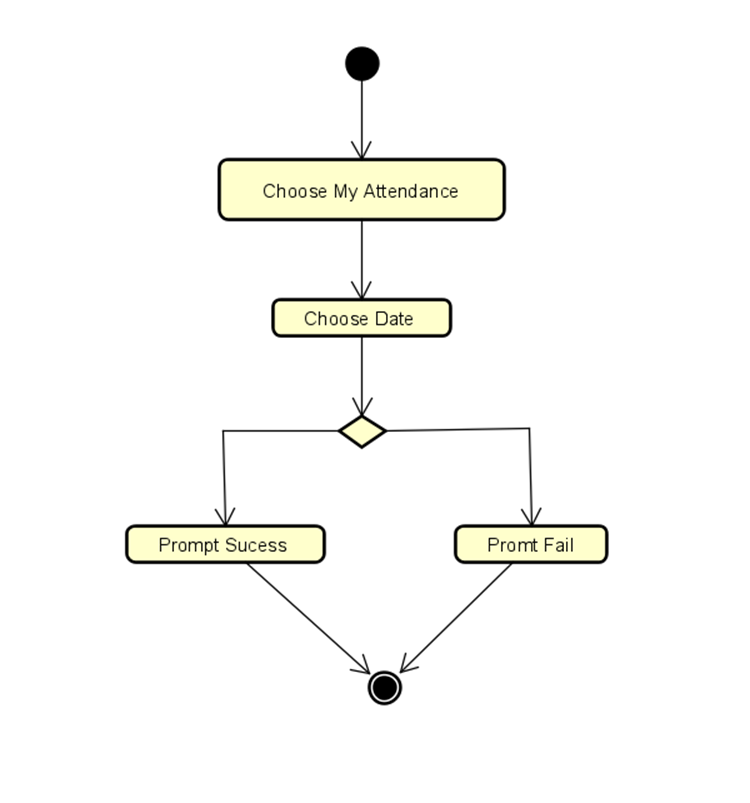 Choose My Attendance
Choose Date
Prompt Sucess
Promt Fail